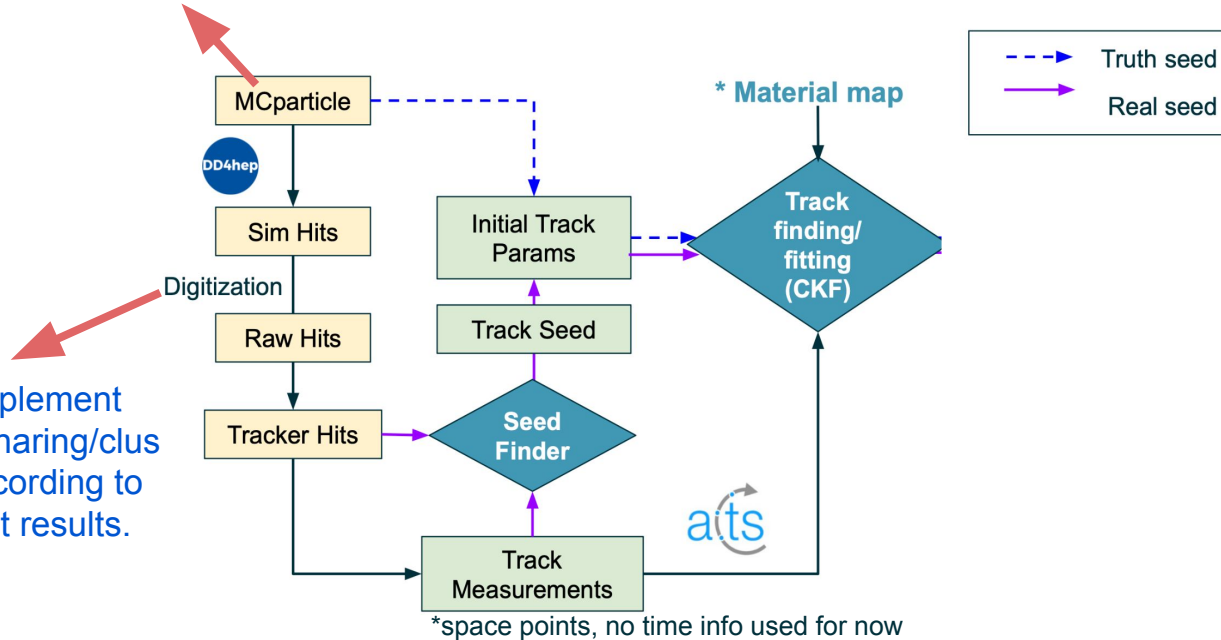 MCparticle
DD4hep
Sim Hits
Digitization
Raw Hits
Tracker Hits
Initial Track
Params
Track Seed
Seed
Finder
Track
Measurements
*space points, no time info used for now
acts
* Material map
Track
finding/
fitting
(CKF)
Truth seed
Real seed
plement
haring/clus
cording to
t results.